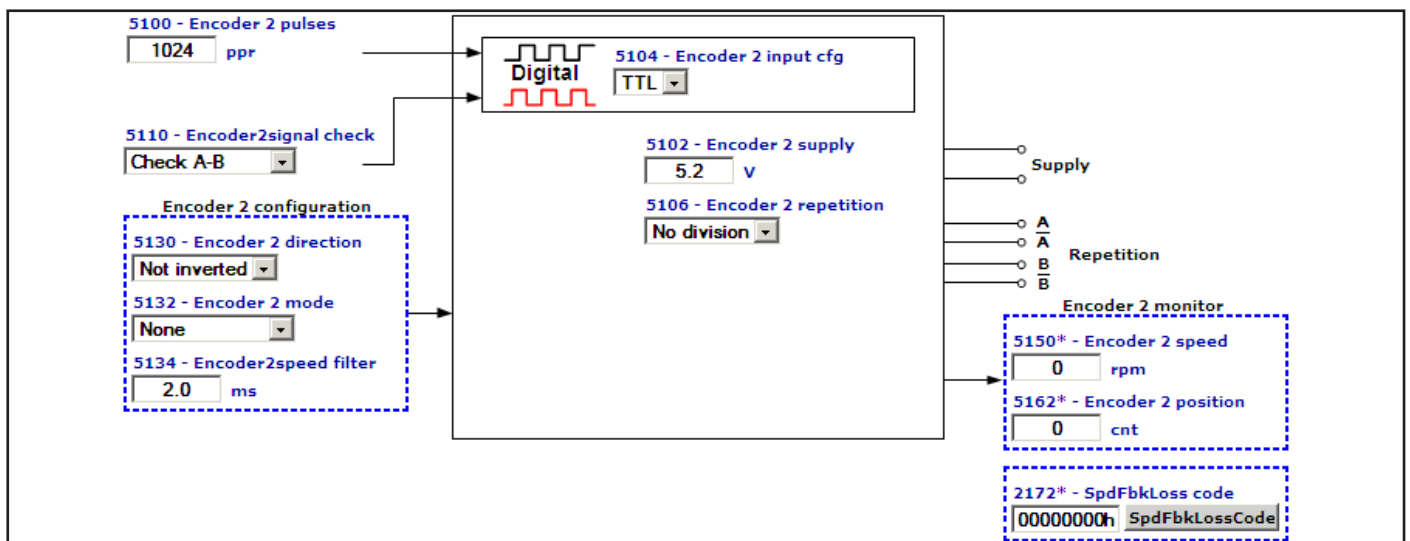 5100 - Encoder 2 pulses
1024 ppr
Digital
5104 - Encoder 2 input cfg
TTL
5110 - Encoder2signal check
Check A-B
5102 - Encoder 2 supply
5.2 V
Supply
Encoder 2 configuration
5106 - Encoder 2 repetition
No division
5130 - Encoder 2 direction
Not inverted
A
A̅
B
B̅
Repetition
5132 - Encoder 2 mode
None
5134 - Encoder2speed filter
2.0 ms
Encoder 2 monitor
5150* - Encoder 2 speed
0 rpm
5162* - Encoder 2 position
0 cnt
2172* - SpdFbkLoss code
00000000h SpdFbkLossCode